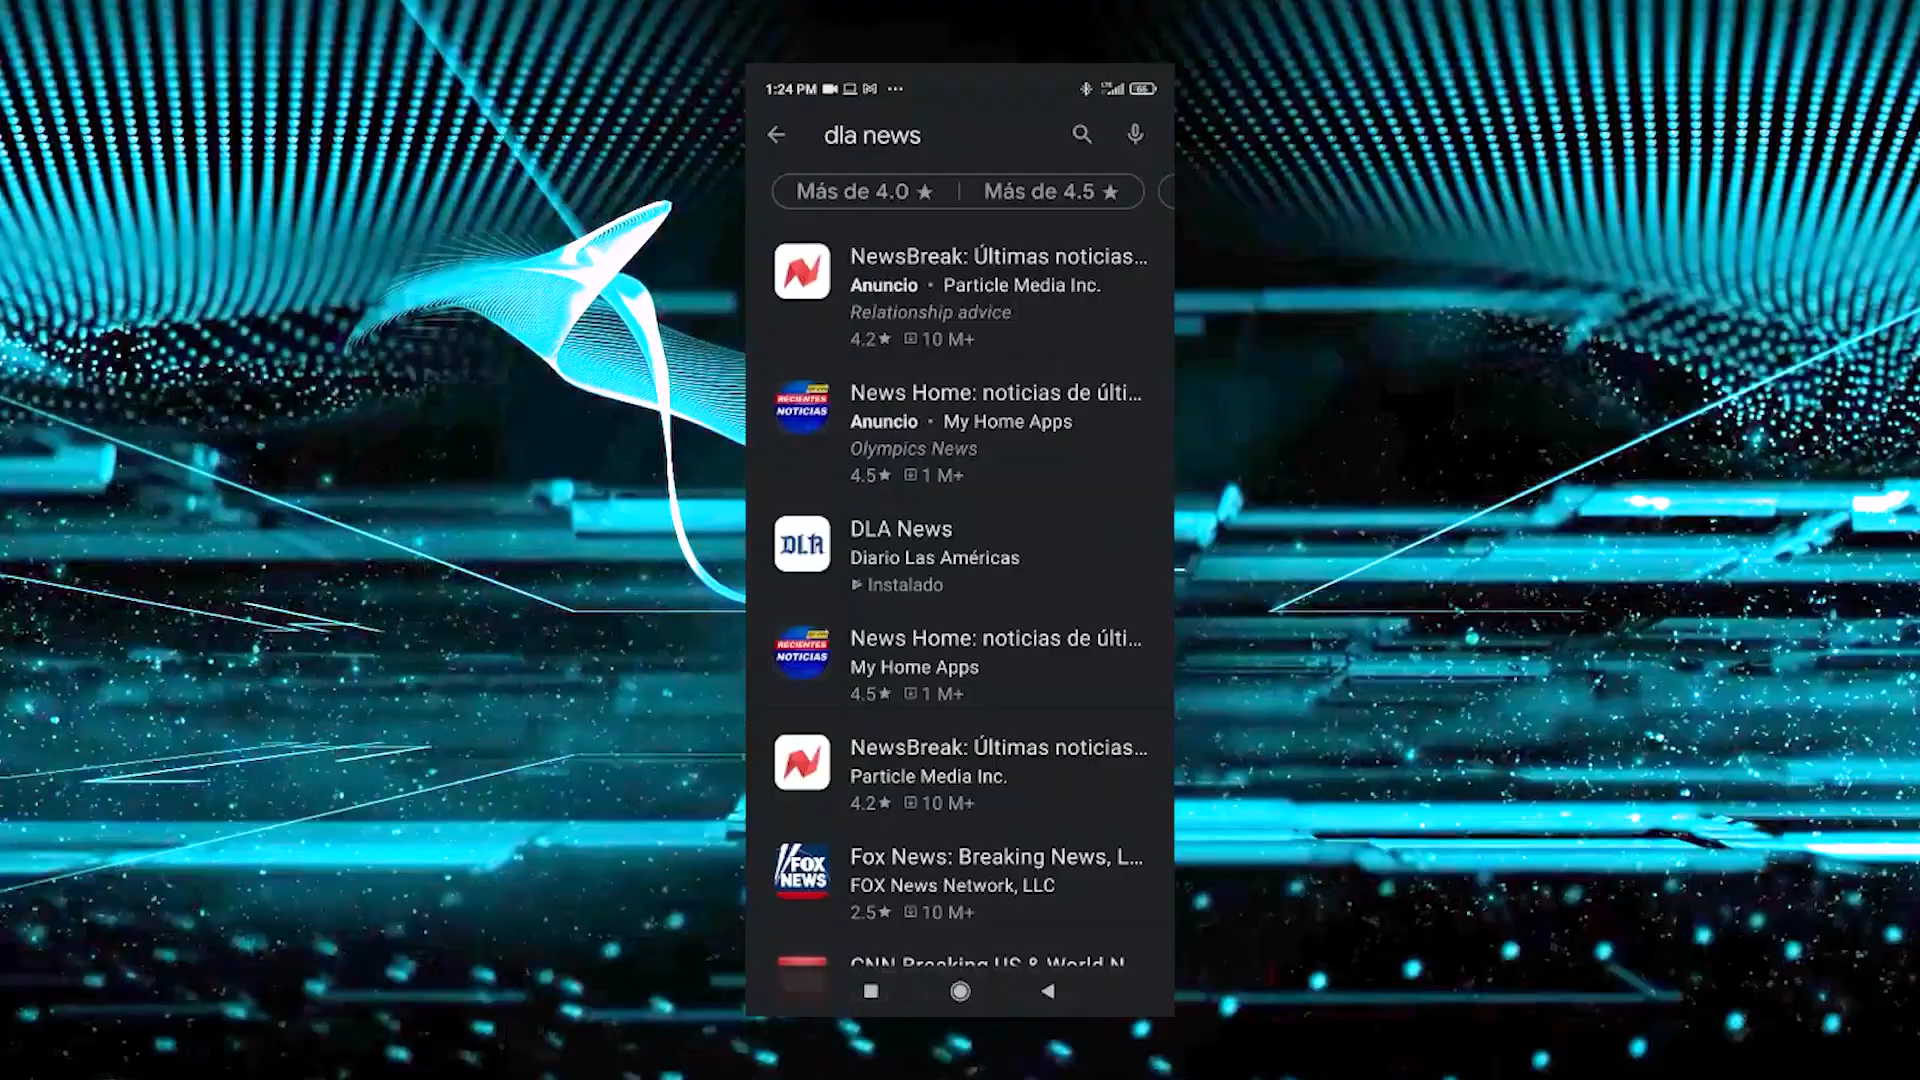 1:24 PM
dla news
Más de 4.0 ★ | Más de 4.5 ★
NewsBreak: Últimas noticias...
Anuncio • Particle Media Inc.
Relationship advice
4.2★ 10 M+
RECIENTES
NOTICIAS
News Home: noticias de últi...
Anuncio • My Home Apps
Olympics News
4.5★ 1 M+
DLA
DLA News
Diario Las Américas
Instalado
RECIENTES
NOTICIAS
News Home: noticias de últi...
My Home Apps
4.5★ 1 M+
NewsBreak: Últimas noticias...
Particle Media Inc.
4.2★ 10 M+
FOX
NEWS
Fox News: Breaking News, L...
FOX News Network, LLC
2.5★ 10 M+
CNN Breaking US & World N